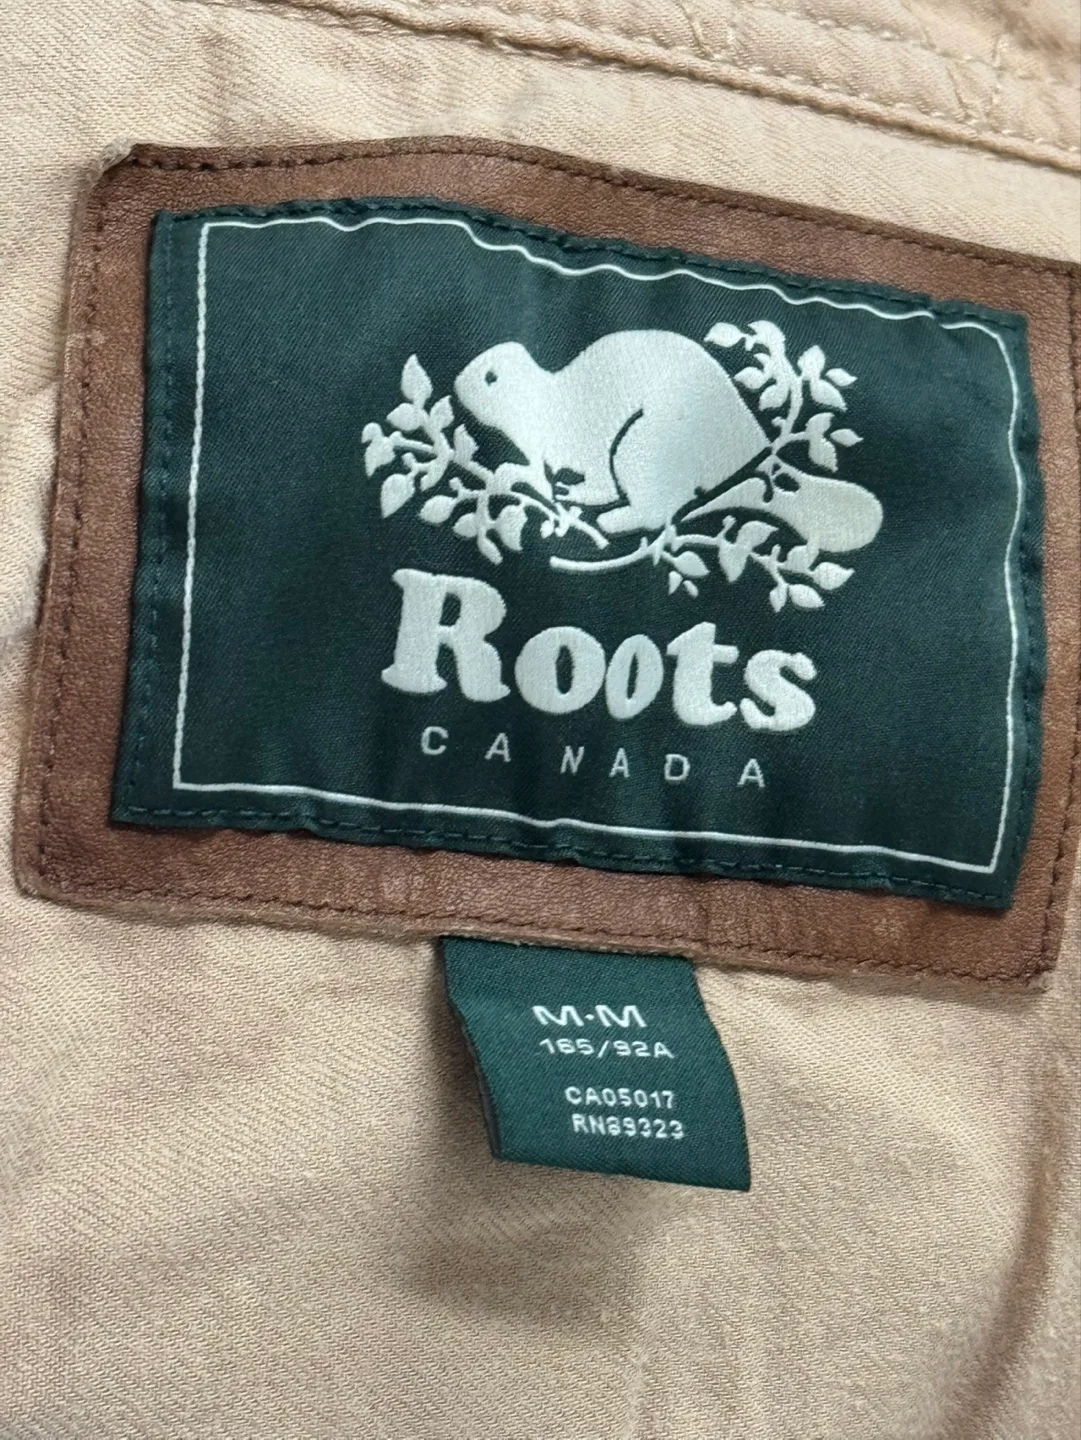 Roots
CANADA
M·M
165/92A
CA05017
RN89323